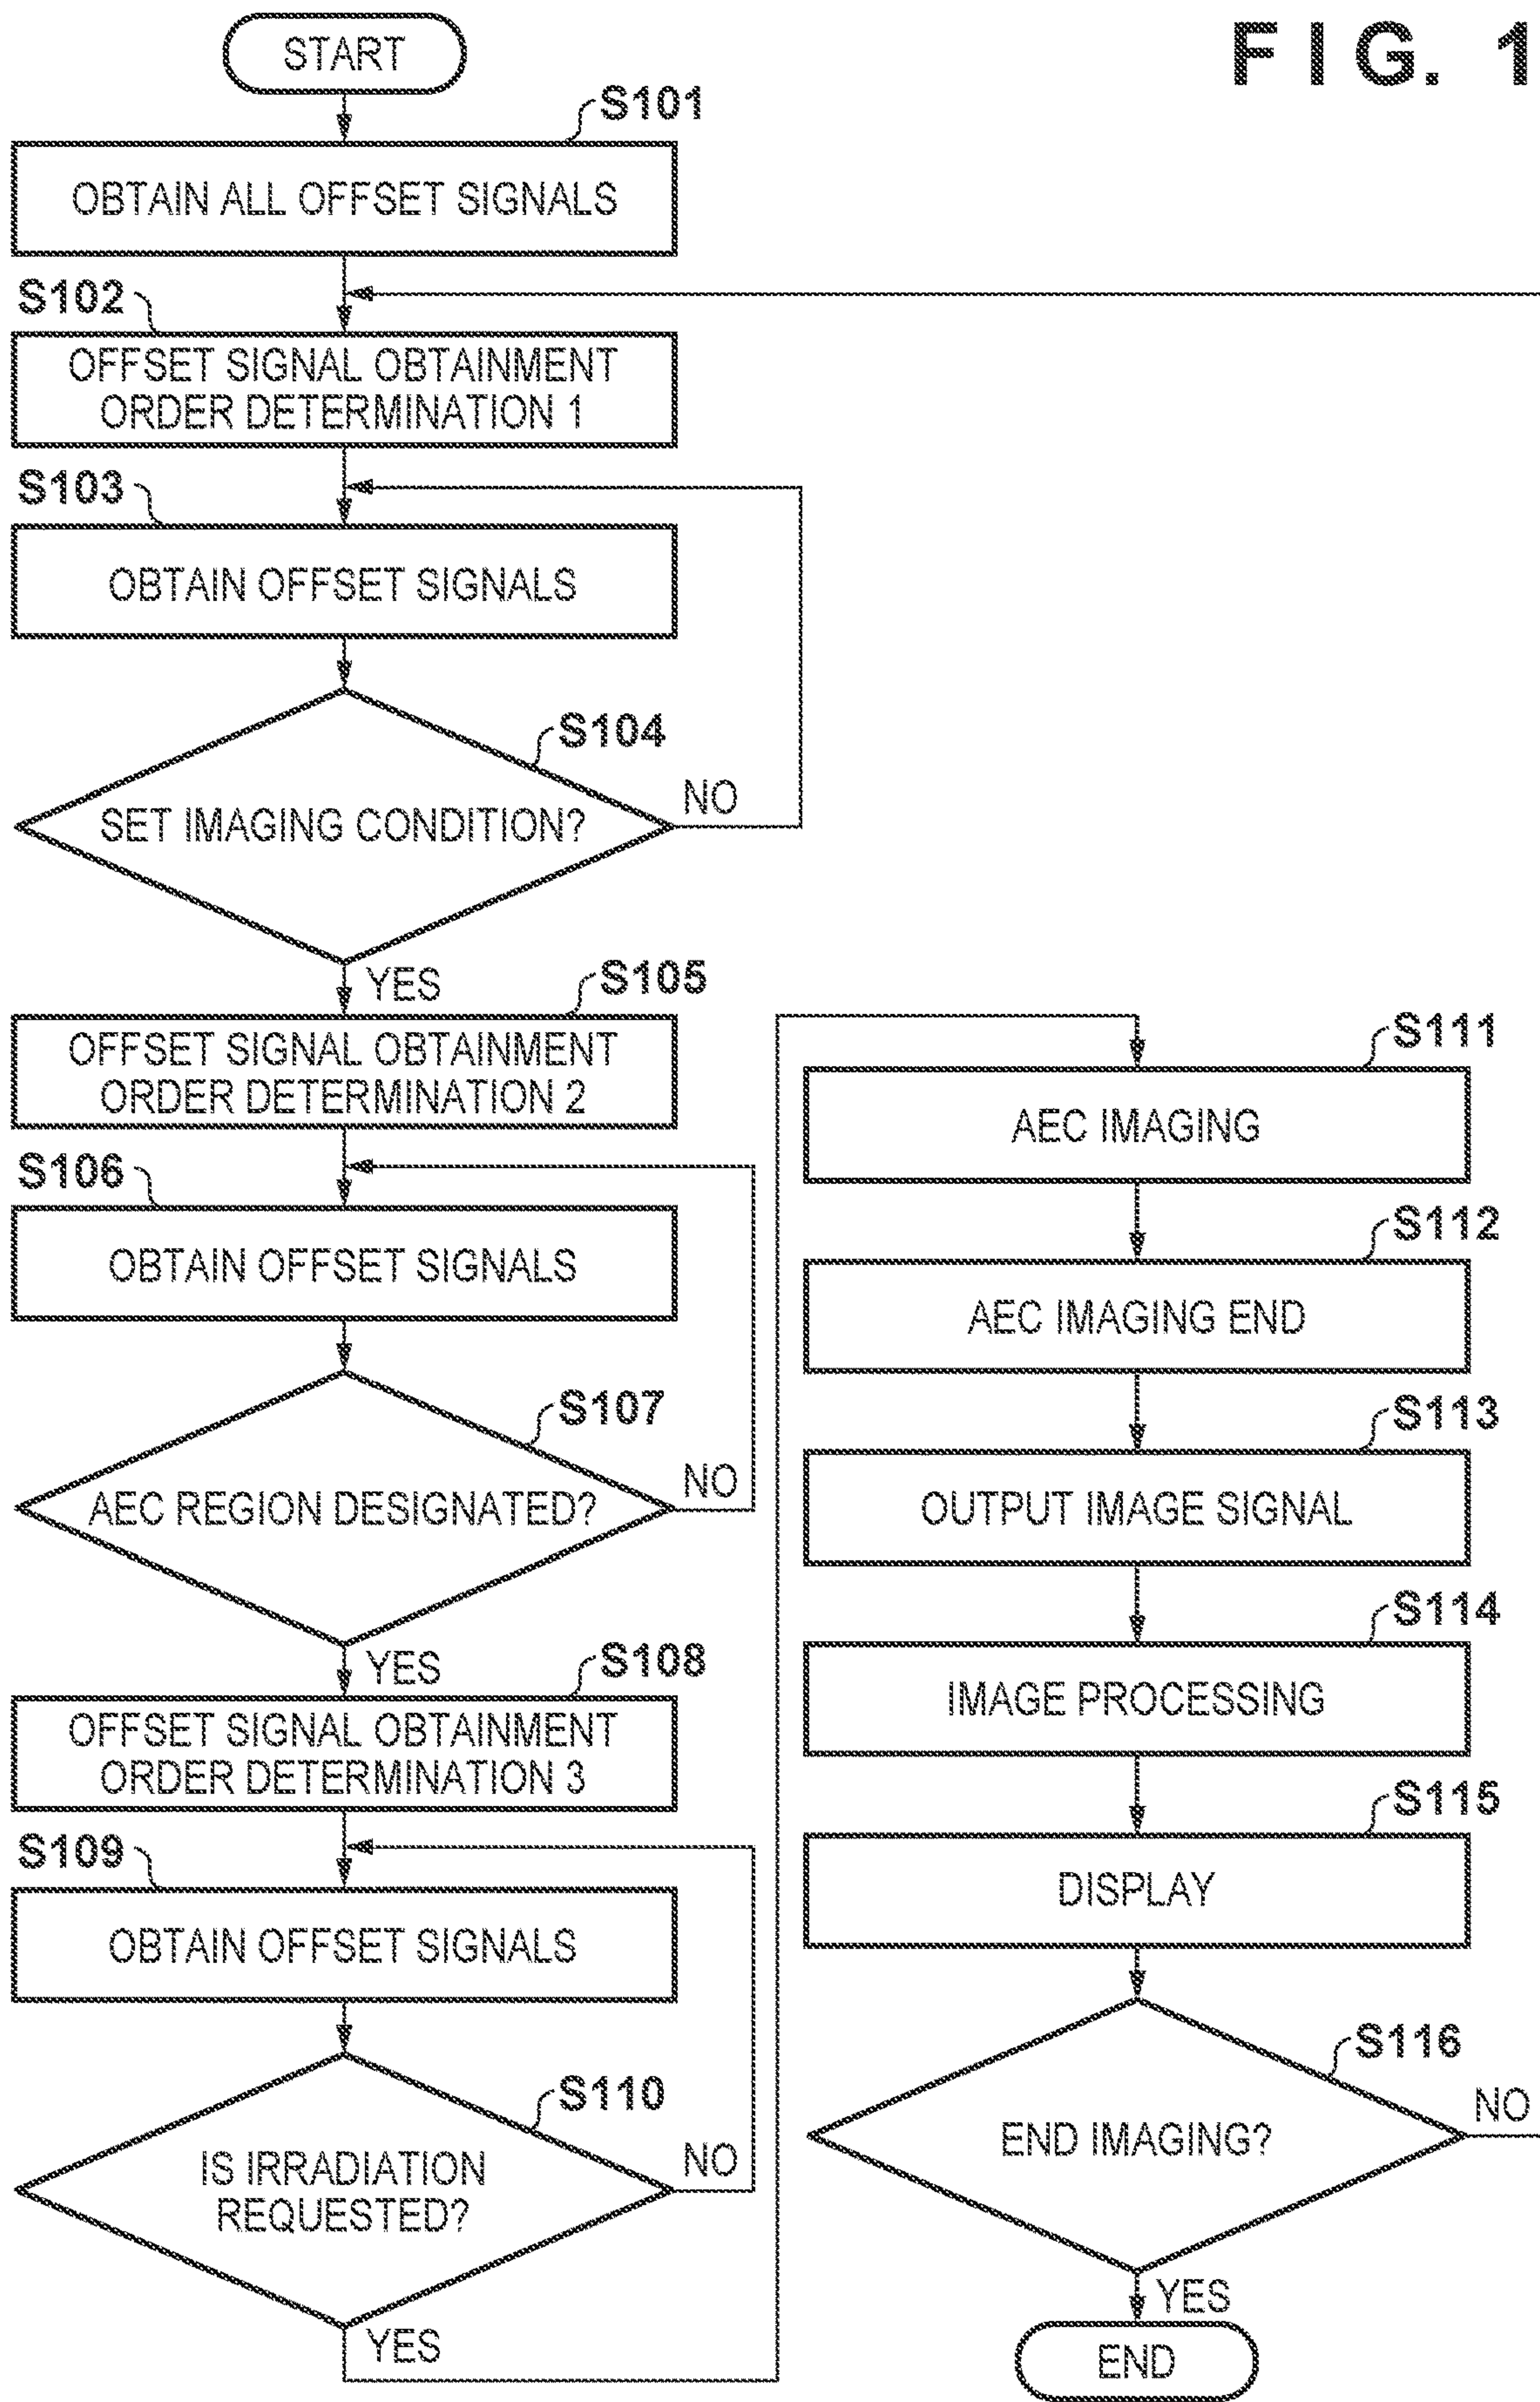 FIG. 1
START
S101
OBTAIN ALL OFFSET SIGNALS
S102
OFFSET SIGNAL OBTAINMENT
ORDER DETERMINATION 1
S103
OBTAIN OFFSET SIGNALS
S104
SET IMAGING CONDITION?
NO
YES
S105
OFFSET SIGNAL OBTAINMENT
ORDER DETERMINATION 2
S106
OBTAIN OFFSET SIGNALS
S107
AEC REGION DESIGNATED?
NO
YES
S108
OFFSET SIGNAL OBTAINMENT
ORDER DETERMINATION 3
S109
OBTAIN OFFSET SIGNALS
S110
IS IRRADIATION
REQUESTED?
NO
YES
S111
AEC IMAGING
S112
AEC IMAGING END
S113
OUTPUT IMAGE SIGNAL
S114
IMAGE PROCESSING
S115
DISPLAY
S116
END IMAGING?
NO
YES
END